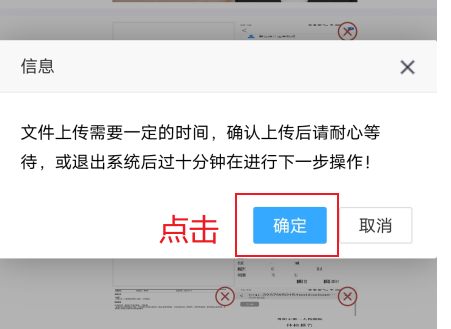 信息
文件上传需要一定的时间，确认上传后请耐心等
待，或退出系统后过十分钟在进行下一步操作！
点击
确定
取消